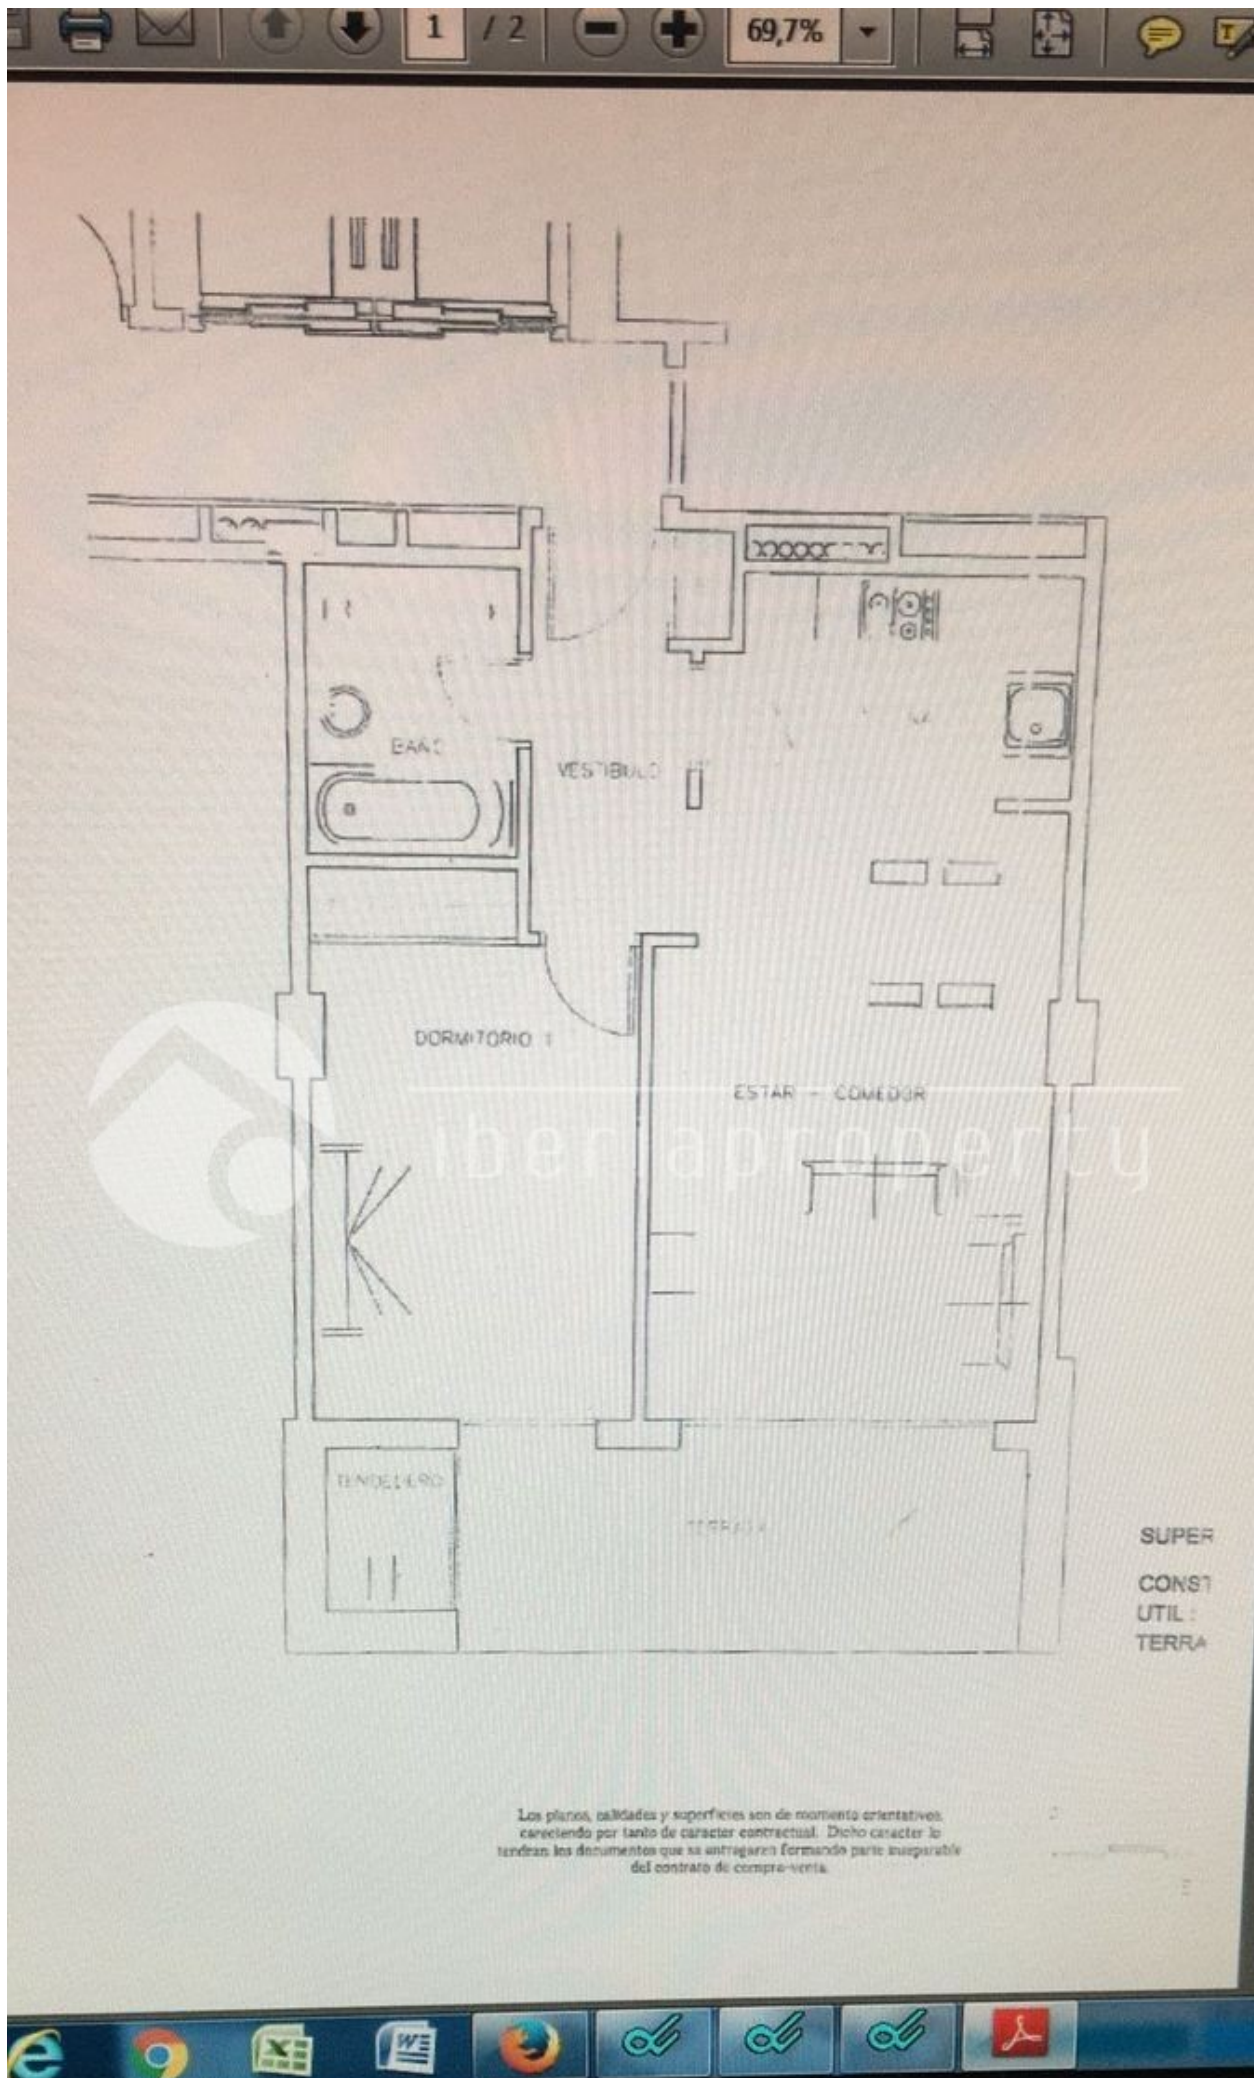 1 / 2
69,7%
T
BAÑO
VESTIBULO
DORMITORIO 1
ESTAR - COMEDOR
iberiaproperty
TENDEDERO
TERRAZA
SUPER
CONST
UTIL :
TERRA
Los planos, calidades y superficies son de momento orientativos,
careciendo por tanto de caracter contractual. Dicho caracter lo
tendran los documentos que se entregaran formando parte inseparable
del contrato de compra-venta.